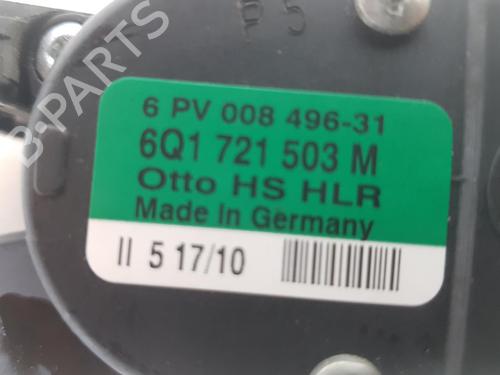 P5
6 PV 008 496-31
6Q1 721 503 M
Otto HS HLR
Made In Germany
II 5 17/10
B-PARTS